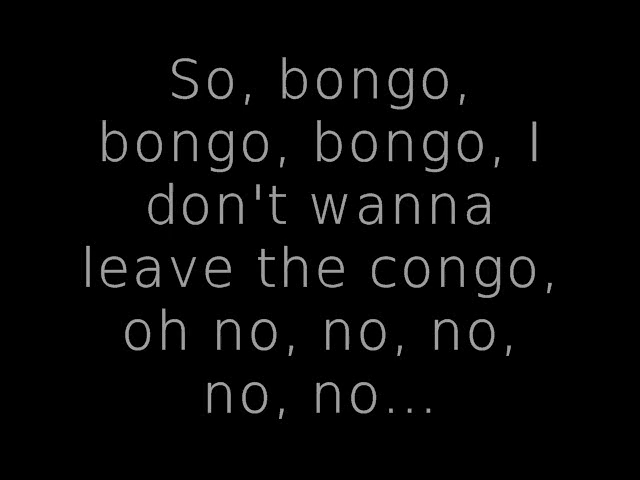 So, bongo,
bongo, bongo, I
don't wanna
leave the congo,
oh no, no, no,
no, no...